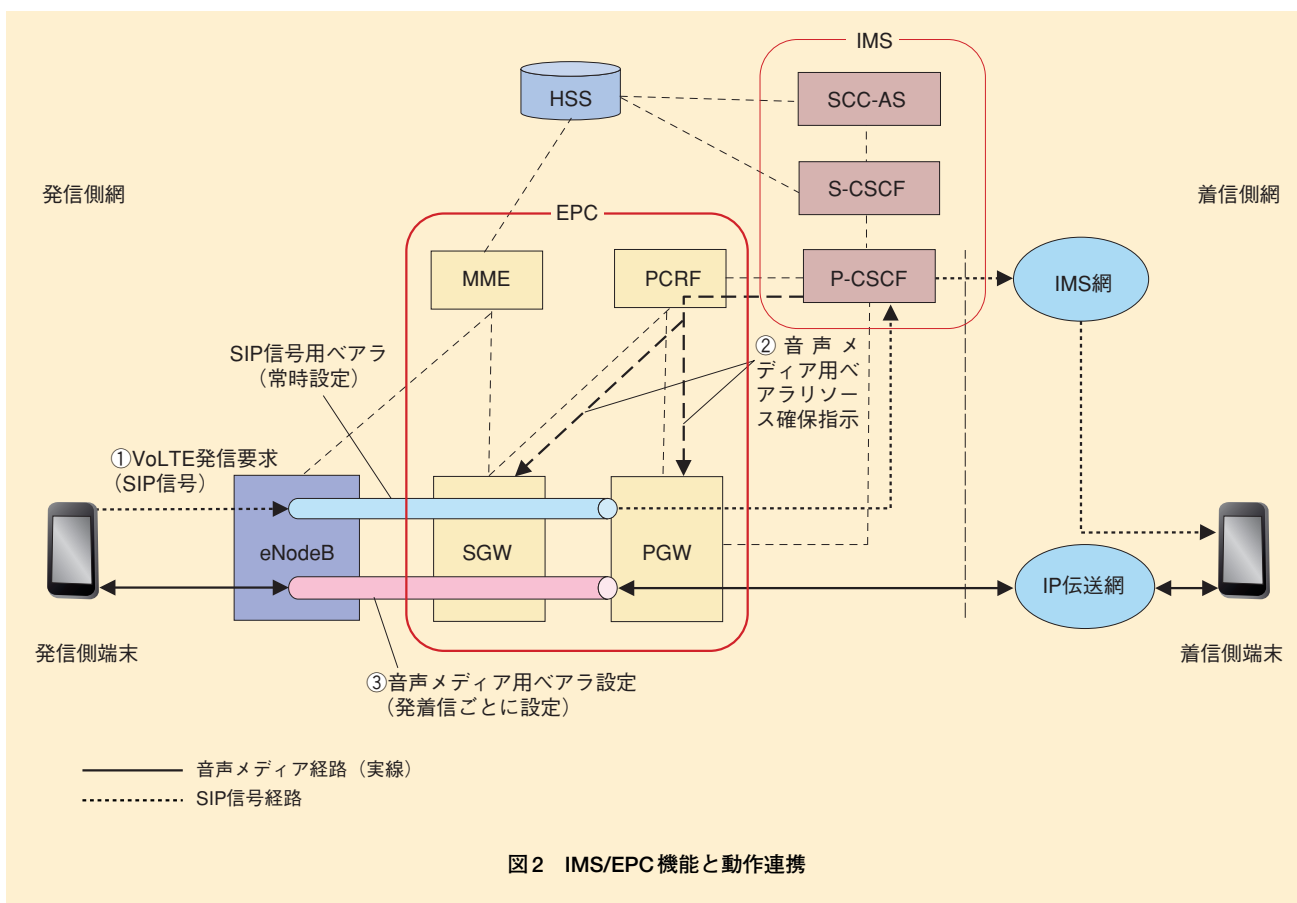 IMS
HSS
SCC-AS
S-CSCF
発信側網
着信側網
EPC
MME
PCRF
P-CSCF
IMS網
SIP信号用ベアラ
（常時設定）
②音声メ
ディア用ベ
アラリソー
ス確保指示
①VoLTE発信要求
（SIP信号）
eNodeB
SGW
PGW
IP伝送網
発信側端末
着信側端末
③音声メディア用ベアラ設定
（発着信ごとに設定）
音声メディア経路（実線）
SIP信号経路
図2 IMS/EPC機能と動作連携